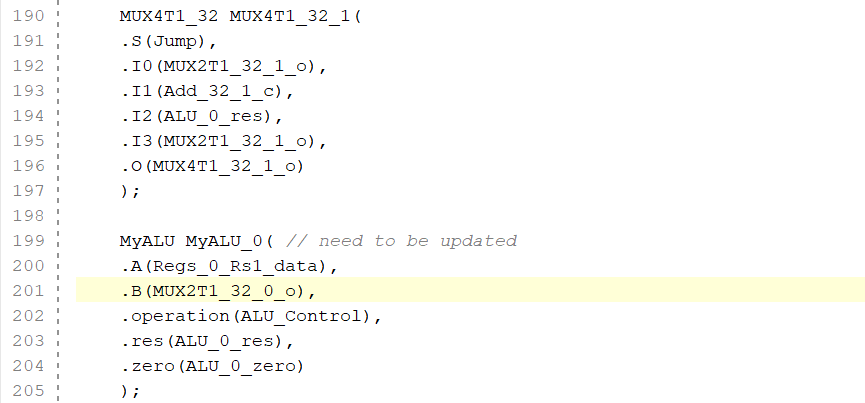 190 MUX4T1_32 MUX4T1_32_1(
191 .S(Jump),
192 .I0(MUX2T1_32_1_o),
193 .I1(Add_32_1_c),
194 .I2(ALU_0_res),
195 .I3(MUX2T1_32_1_o),
196 .O(MUX4T1_32_1_o)
197 );
198
199 MyALU MyALU_0( // need to be updated
200 .A(Regs_0_Rs1_data),
201 .B(MUX2T1_32_0_o),
202 .operation(ALU_Control),
203 .res(ALU_0_res),
204 .zero(ALU_0_zero)
205 );